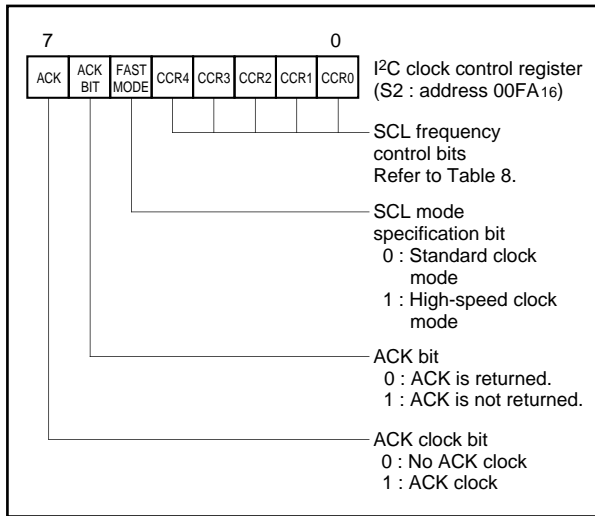 7 0
ACK ACK BIT FAST MODE CCR4 CCR3 CCR2 CCR1 CCR0
I²C clock control register
(S2 : address 00FA₁₆)
SCL frequency
control bits
Refer to Table 8.
SCL mode
specification bit
0 : Standard clock
mode
1 : High-speed clock
mode
ACK bit
0 : ACK is returned.
1 : ACK is not returned.
ACK clock bit
0 : No ACK clock
1 : ACK clock